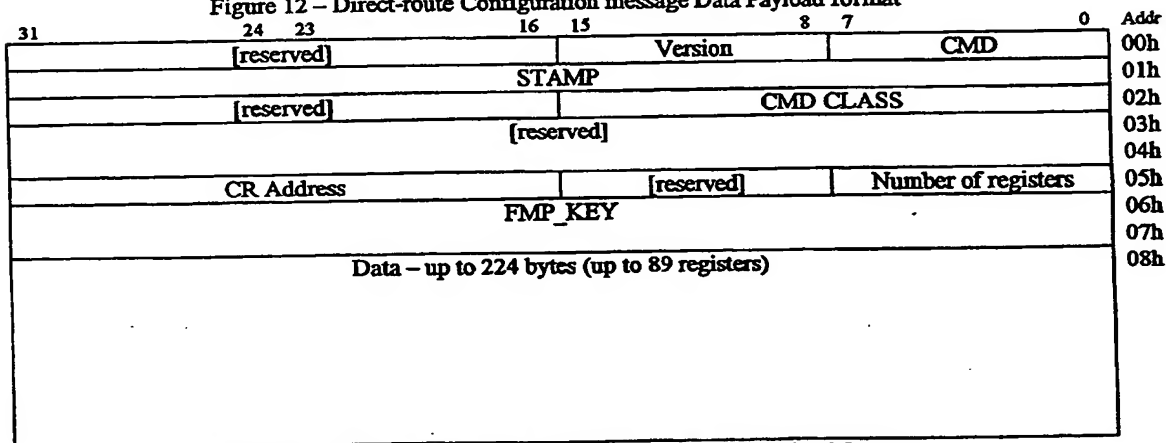 Figure 12 – Direct-route Configuration message Data Payload format
31 24 23 16 15 8 7 0 Addr
[reserved] Version CMD 00h
STAMP 01h
[reserved] CMD CLASS 02h
[reserved] 03h
04h
CR Address [reserved] Number of registers 05h
FMP_KEY 06h
07h
Data – up to 224 bytes (up to 89 registers) 08h